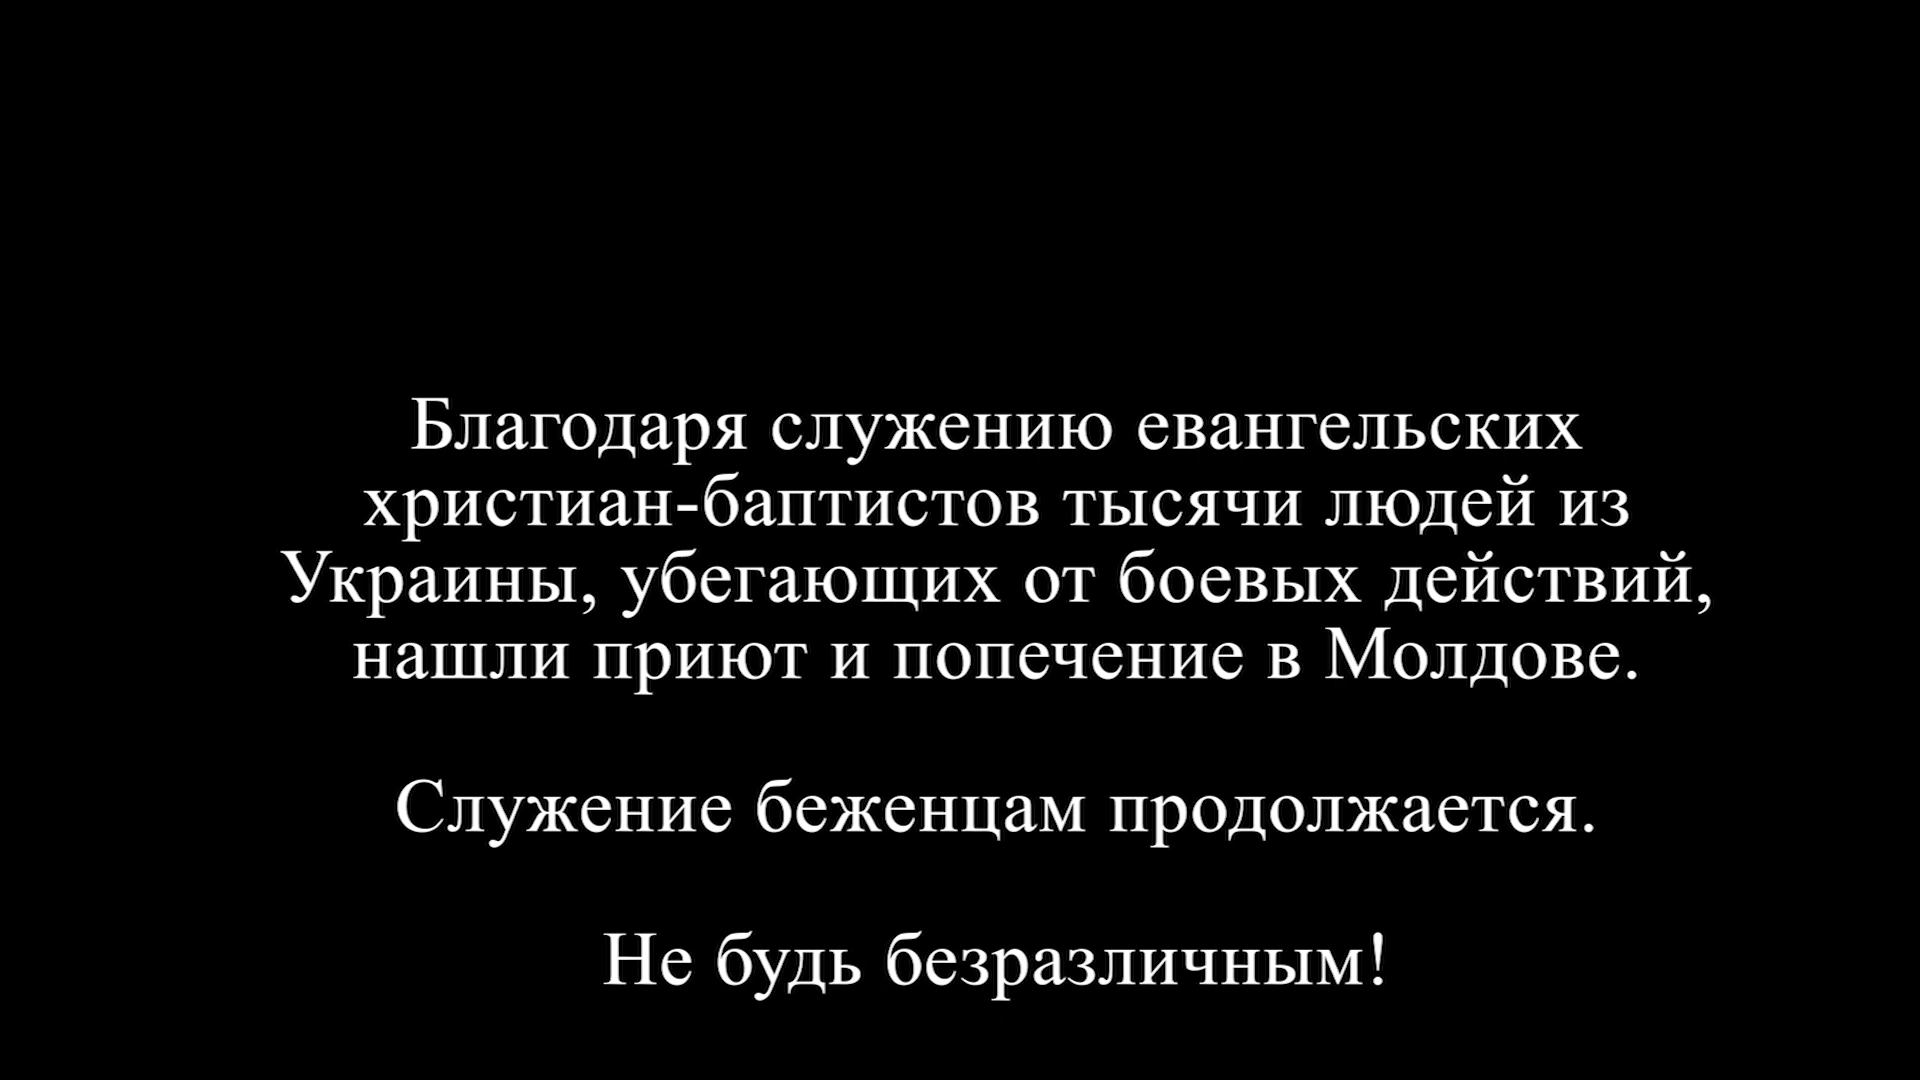 Благодаря служению евангельских
христиан-баптистов тысячи людей из
Украины, убегающих от боевых действий,
нашли приют и попечение в Молдове.
Служение беженцам продолжается.
Не будь безразличным!